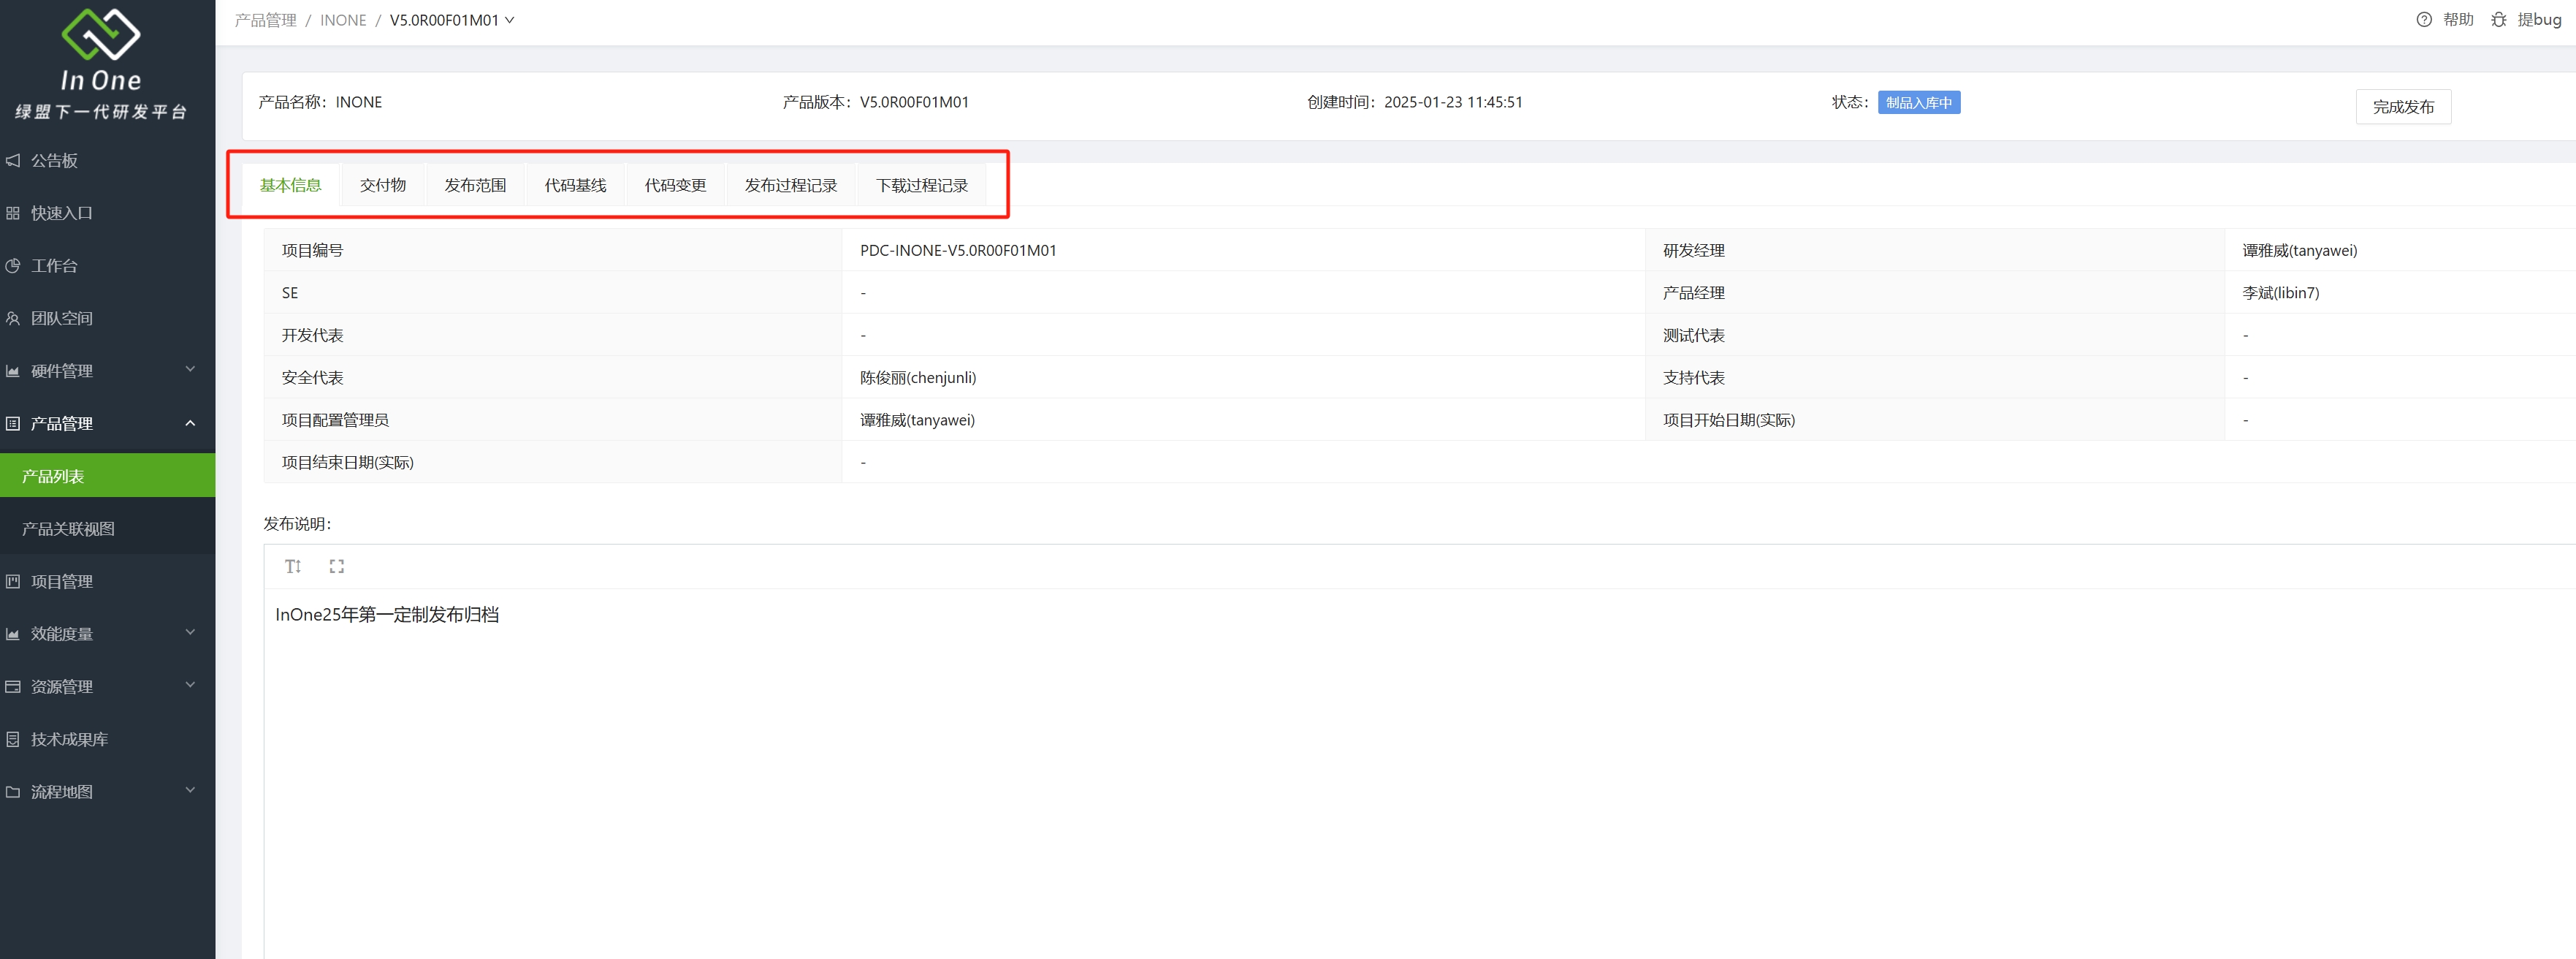 In One
绿盟下一代研发平台
公告板
快速入口
工作台
团队空间
硬件管理
产品管理
产品列表
产品关联视图
项目管理
效能度量
资源管理
技术成果库
流程地图
产品管理 / INONE / V5.0R00F01M01
帮助 提bug
产品名称：INONE 产品版本：V5.0R00F01M01 创建时间：2025-01-23 11:45:51 状态：制品入库中 完成发布
基本信息 交付物 发布范围 代码基线 代码变更 发布过程记录 下载过程记录
项目编号 PDC-INONE-V5.0R00F01M01 研发经理 谭雅威(tanyawei)
SE - 产品经理 李斌(libin7)
开发代表 - 测试代表 -
安全代表 陈俊丽(chenjunli) 支持代表 -
项目配置管理员 谭雅威(tanyawei) 项目开始日期(实际) -
项目结束日期(实际) -
发布说明：
InOne25年第一定制发布归档